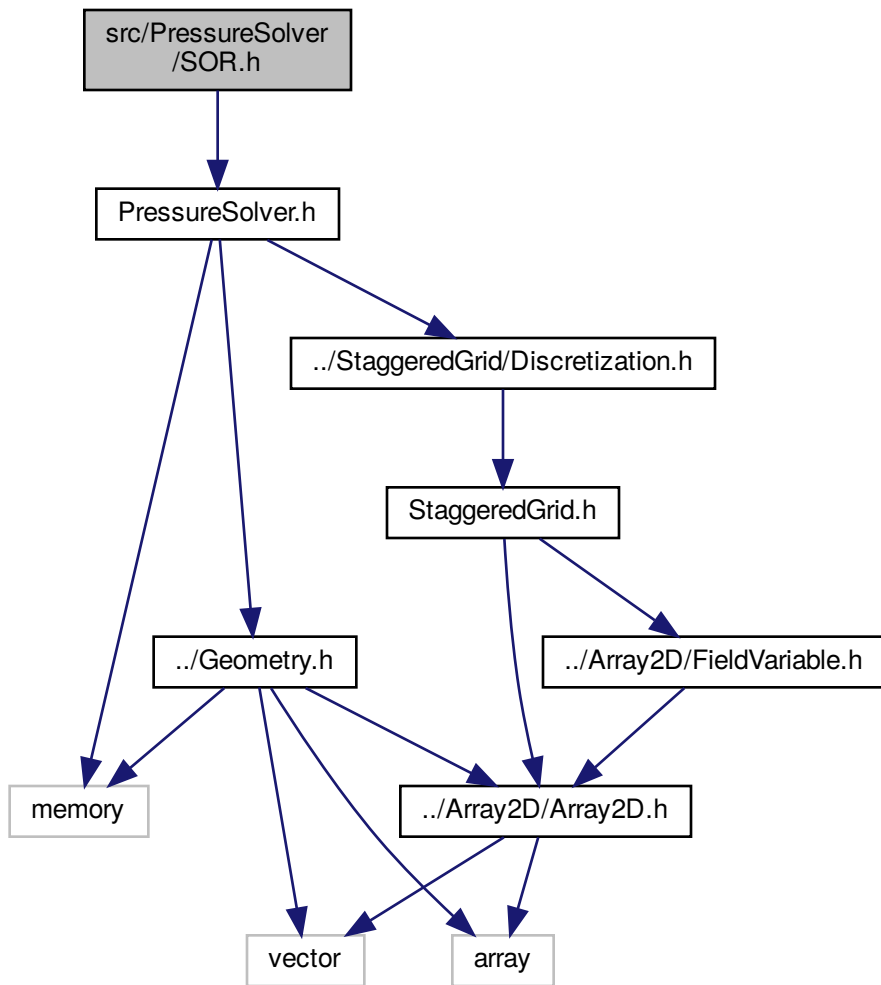 src/PressureSolver
/SOR.h
PressureSolver.h
../StaggeredGrid/Discretization.h
StaggeredGrid.h
../Geometry.h
../Array2D/FieldVariable.h
memory
../Array2D/Array2D.h
vector
array